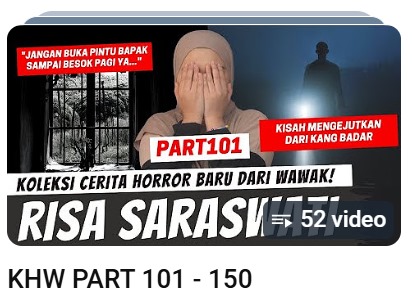 "JANGAN BUKA PINTU BAPAK
SAMPAI BESOK PAGI YA..."
KISAH MENGEJUTKAN
DARI KANG BADAR
PART101
KOLEKSI CERITA HORROR BARU DARI WAWAK!
RISA SARASWATI
52 video
KHW PART 101 - 150